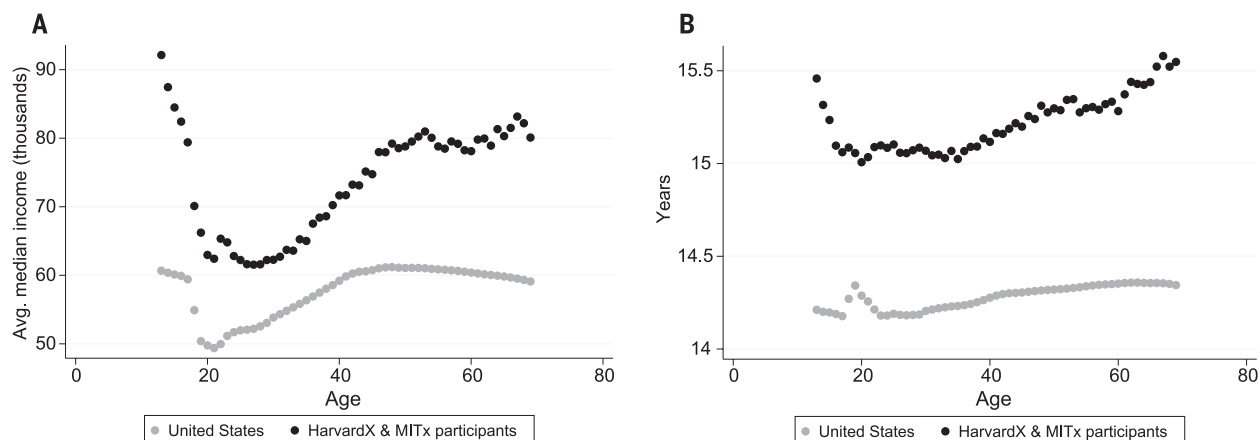 A
Avg. median income (thousands)
90
80
70
60
50
0 20 40 60 80
Age
United States HarvardX & MITx participants
B
Years
15.5
15
14.5
14
0 20 40 60 80
Age
United States HarvardX & MITx participants